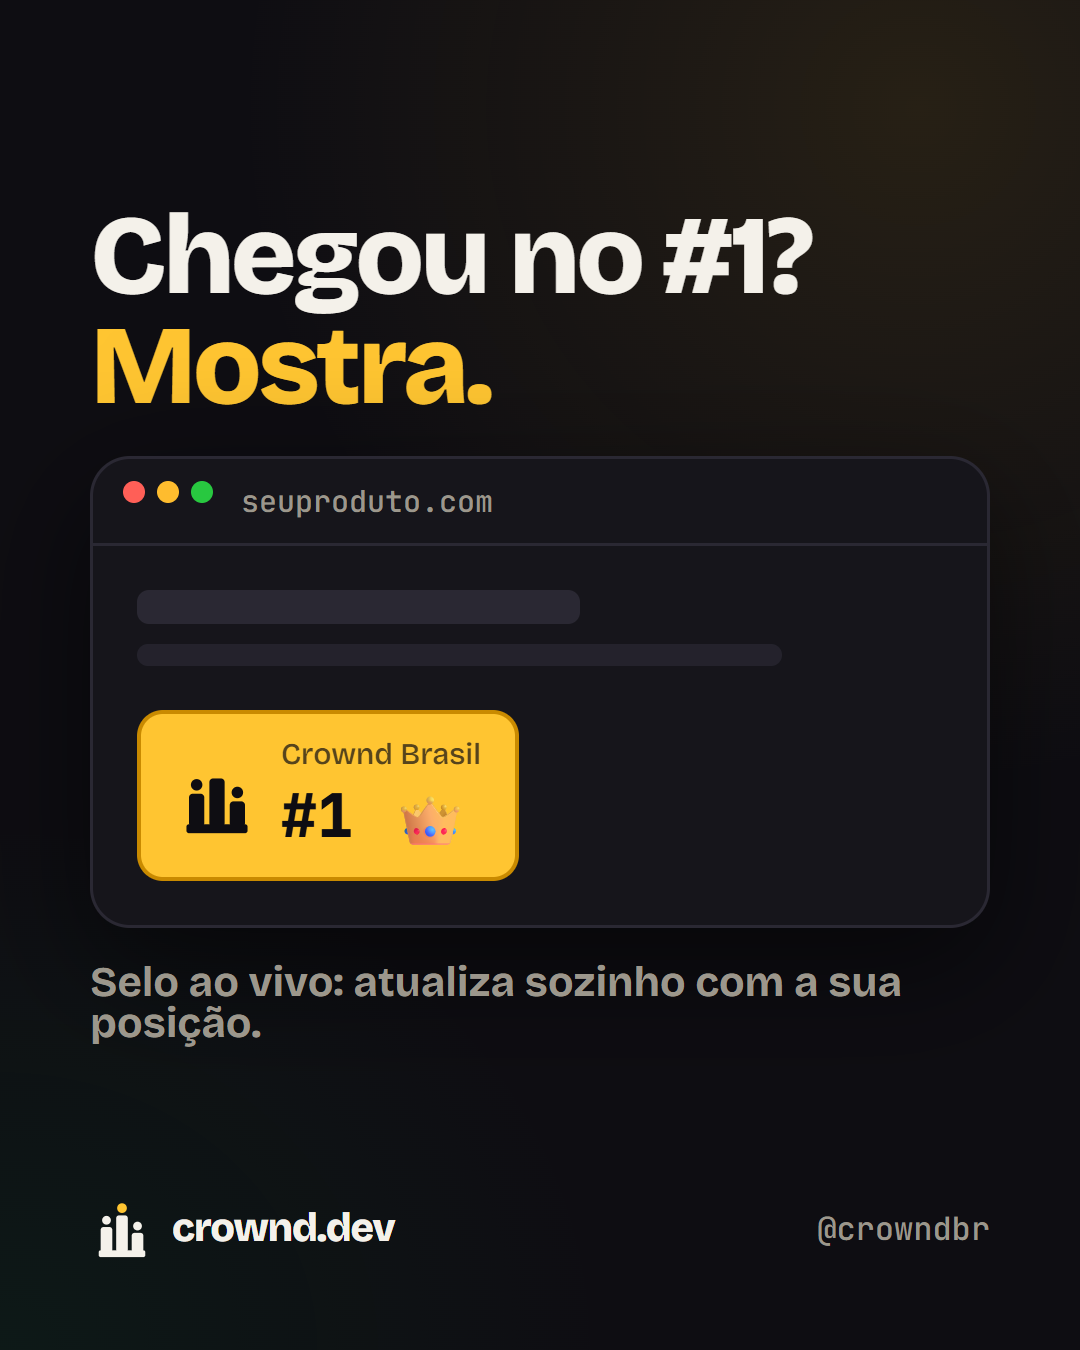 Chegou no #1?
Mostra.
seuproduto.com
Crownd Brasil
#1 👑
Selo ao vivo: atualiza sozinho com a sua
posição.
crownd.dev
@crowndbr